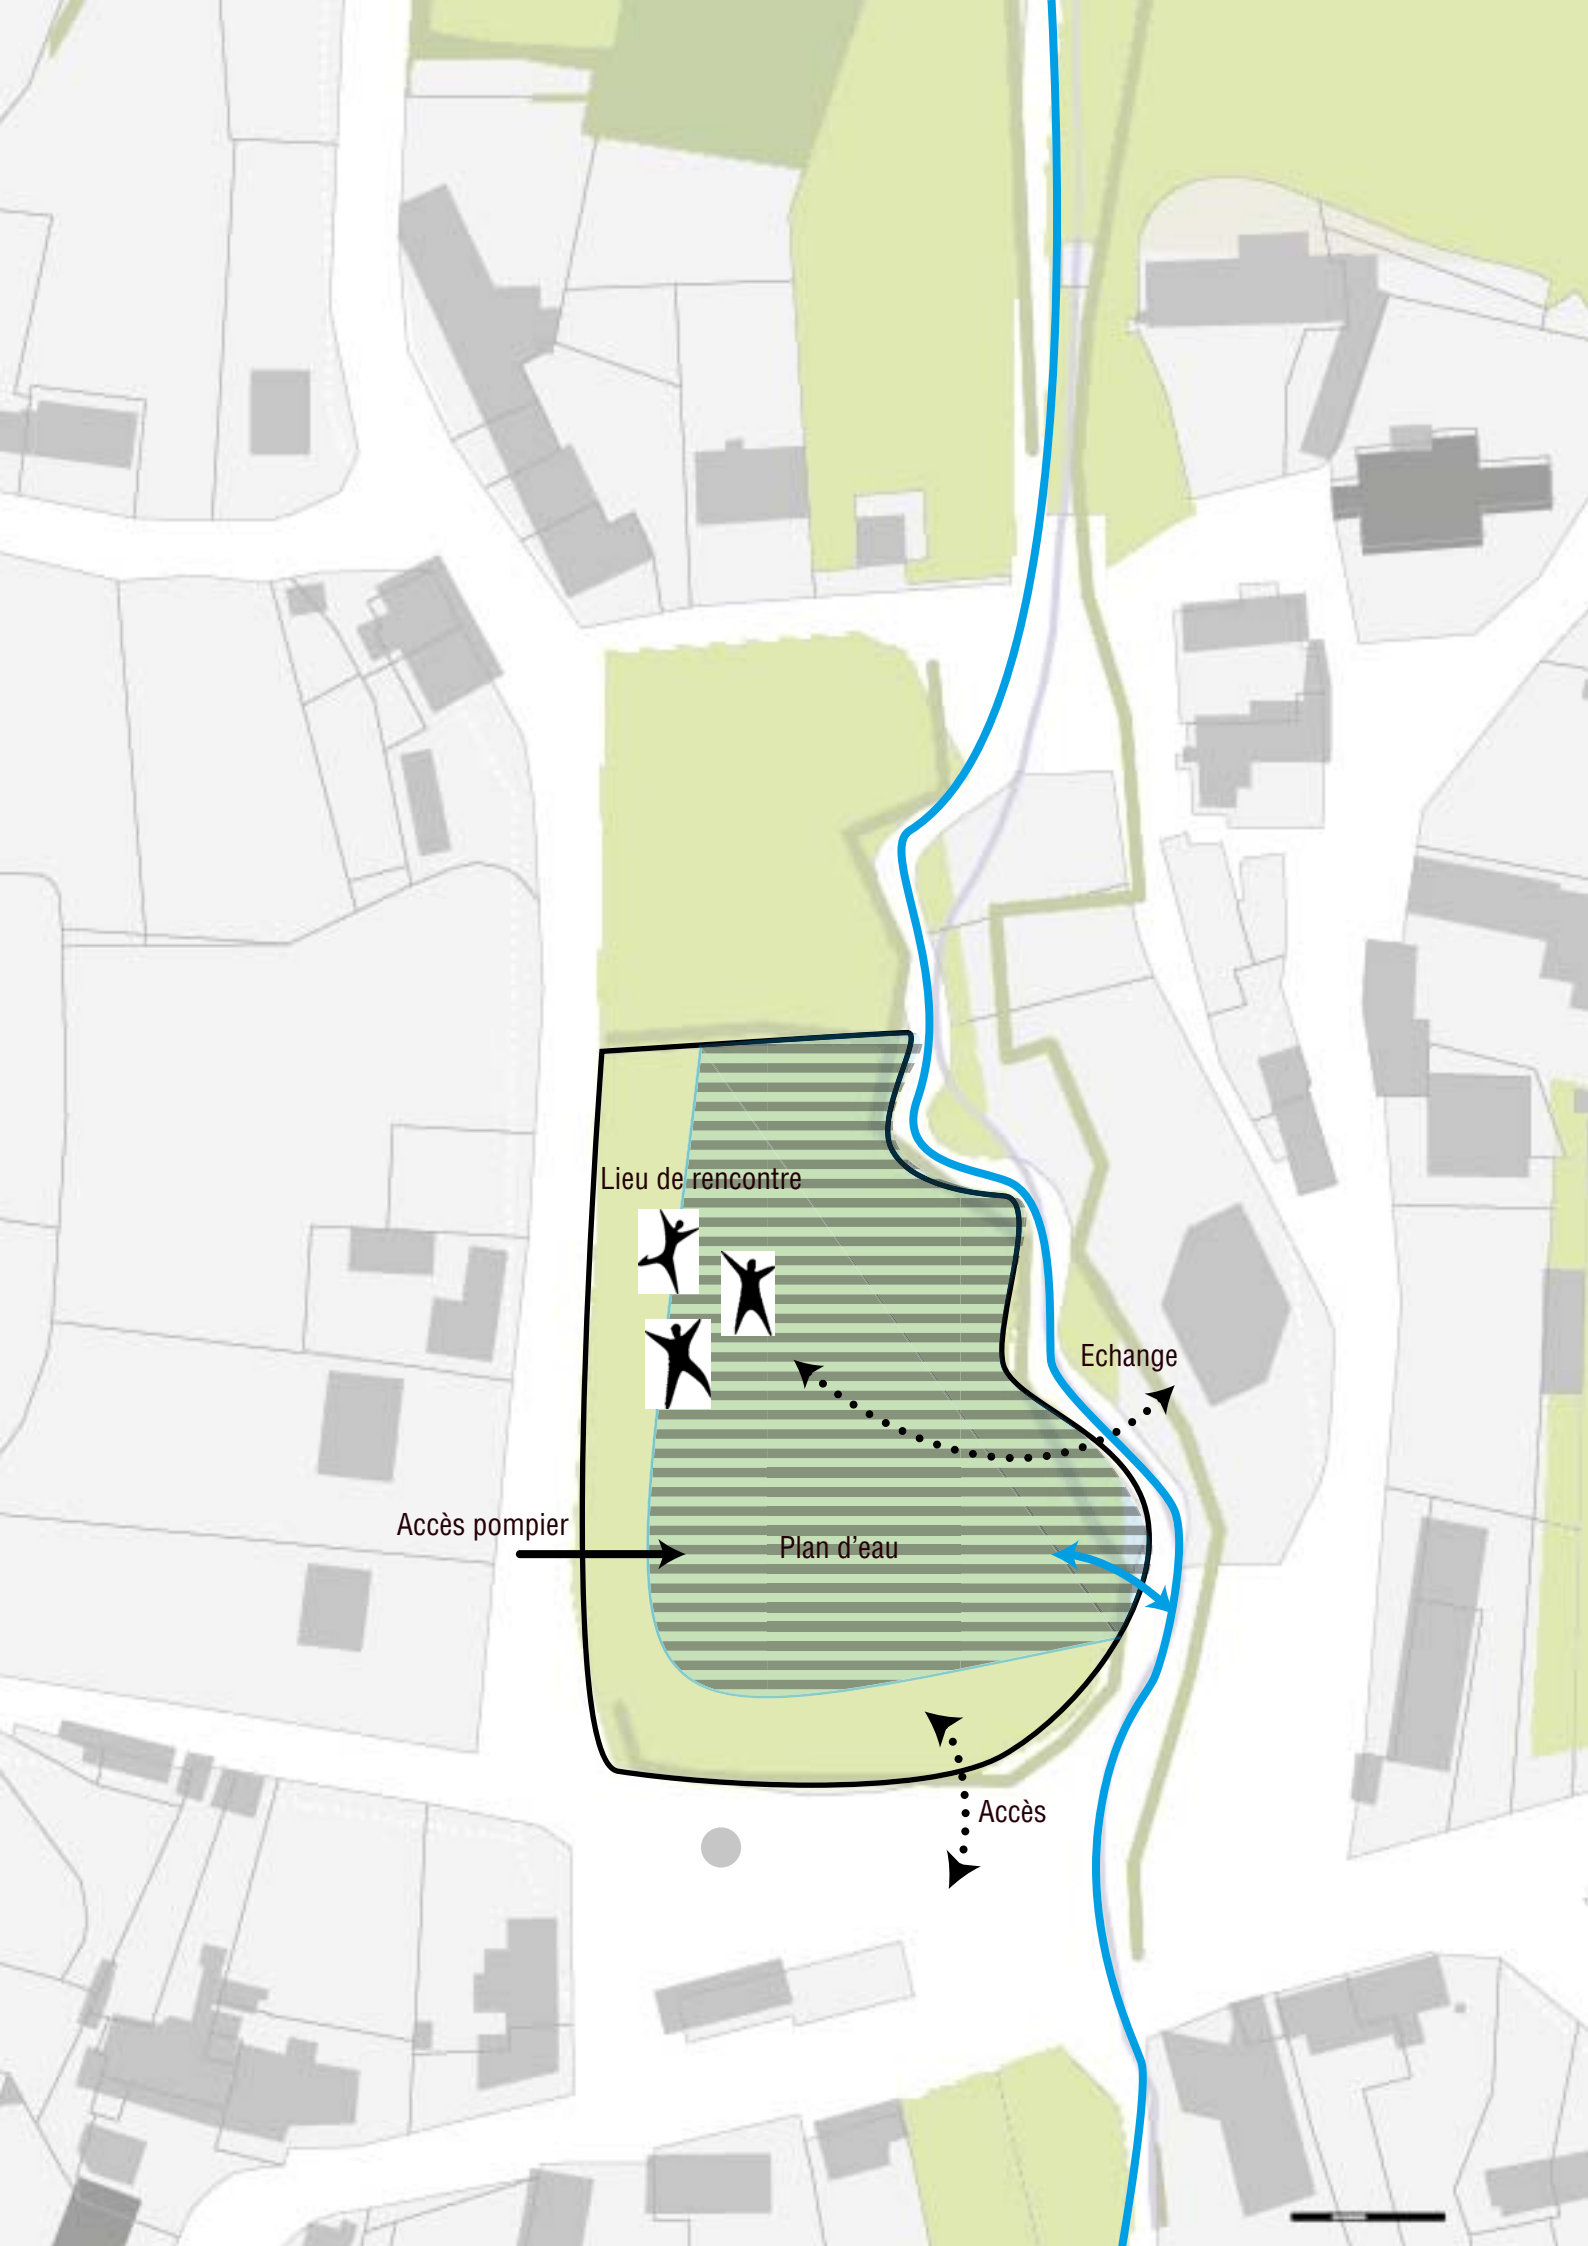 Lieu de rencontre
Echange
Accès pompier
Plan d'eau
Accès